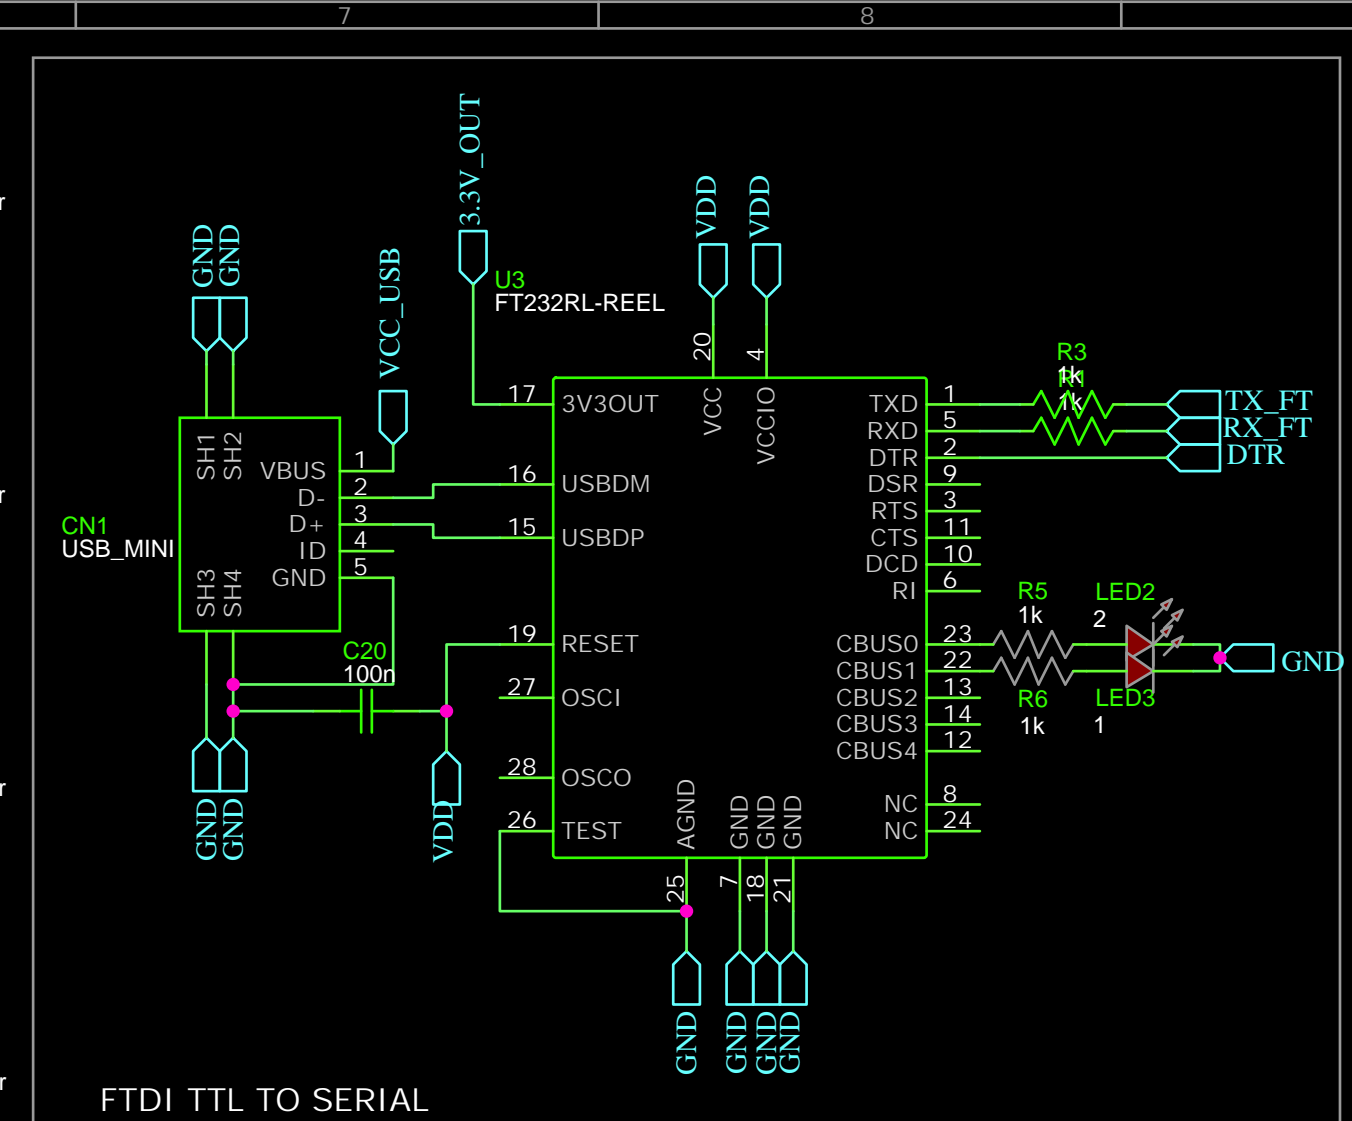 7
8
r
r
r
r
3.3V_OUT
VDD
VDD
GND
GND
VCC_USB
U3
FT232RL-REEL
20
4
R3
1k
R1
1k
17
3V3OUT
VCC
VCCIO
TXD
1
TX_FT
RXD
5
RX_FT
DTR
2
DTR
SH1
SH2
VBUS
1
16
USBDM
DSR
9
D-
2
RTS
3
CN1
USB_MINI
D+
3
15
USBDP
CTS
11
ID
4
DCD
10
GND
5
RI
6
SH3
SH4
R5
1k
LED2
2
C20
100n
19
RESET
CBUS0
23
CBUS1
22
GND
27
OSCI
CBUS2
13
R6
1k
LED3
1
CBUS3
14
CBUS4
12
28
OSCO
GND
GND
VDD
26
TEST
AGND
GND
GND
GND
NC
8
NC
24
25
7
18
21
GND
GND
GND
GND
FTDI TTL TO SERIAL